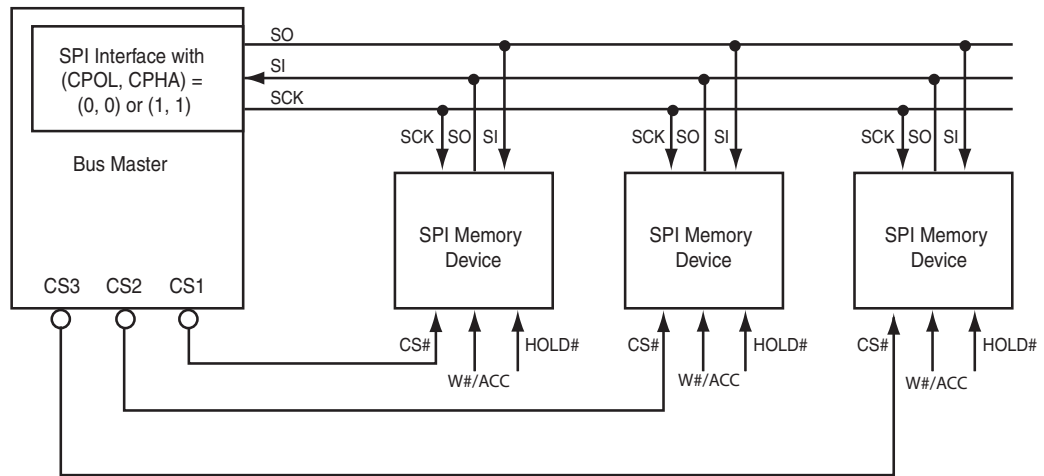 SO
SPI Interface with
(CPOL, CPHA) =
(0, 0) or (1, 1)
SI
SCK
Bus Master
SCK SO SI
SCK SO SI
SCK SO SI
SPI Memory
Device
SPI Memory
Device
SPI Memory
Device
CS3 CS2 CS1
CS# HOLD#
W#/ACC
CS# HOLD#
W#/ACC
CS# HOLD#
W#/ACC